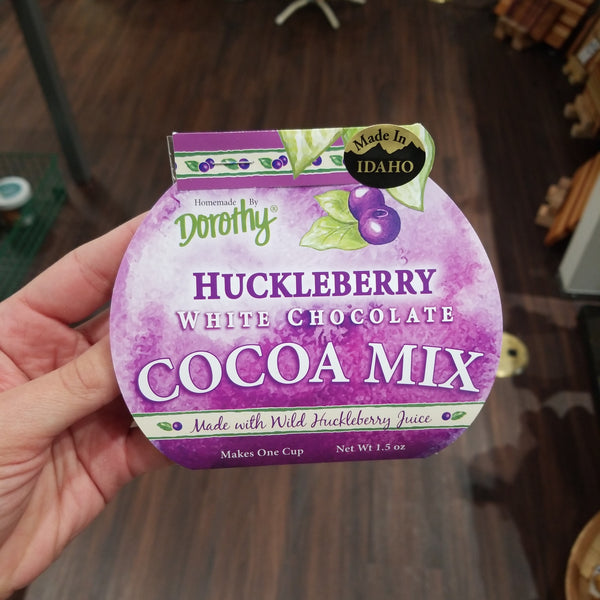 Made In
IDAHO
Homemade By
Dorothy®
HUCKLEBERRY
WHITE CHOCOLATE
COCOA MIX
Made with Wild Huckleberry Juice
Makes One Cup Net Wt 1.5 oz